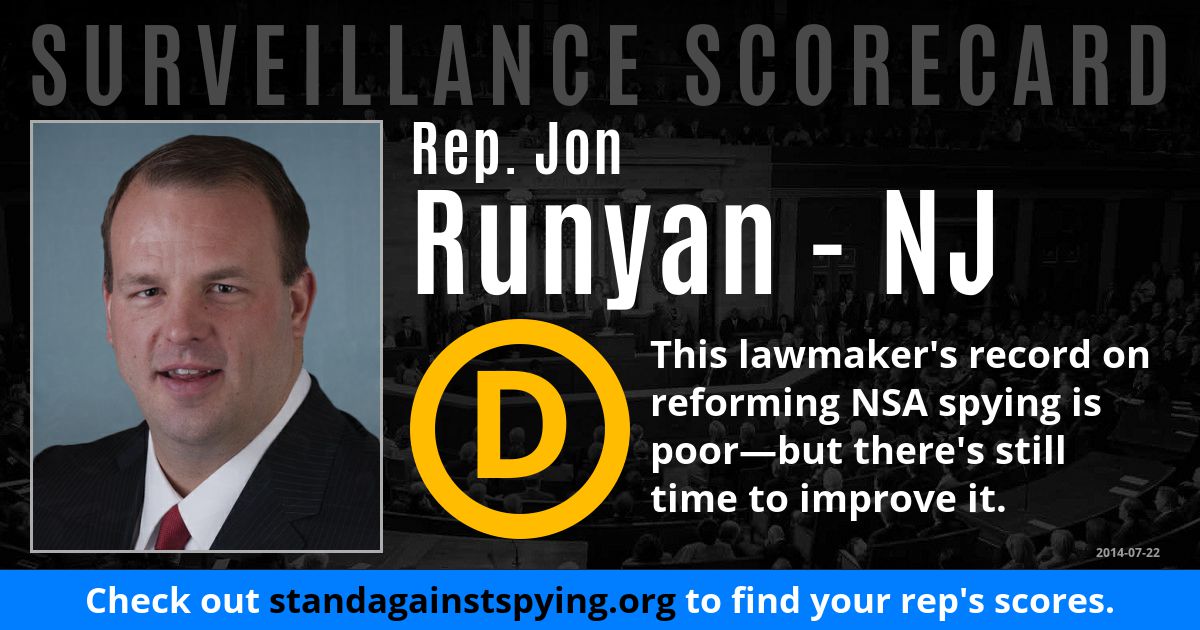 SURVEILLANCE SCORECARD
Rep. Jon
Runyan - NJ
D
This lawmaker's record on
reforming NSA spying is
poor—but there's still
time to improve it.
2014-07-22
Check out standagainstspying.org to find your rep's scores.